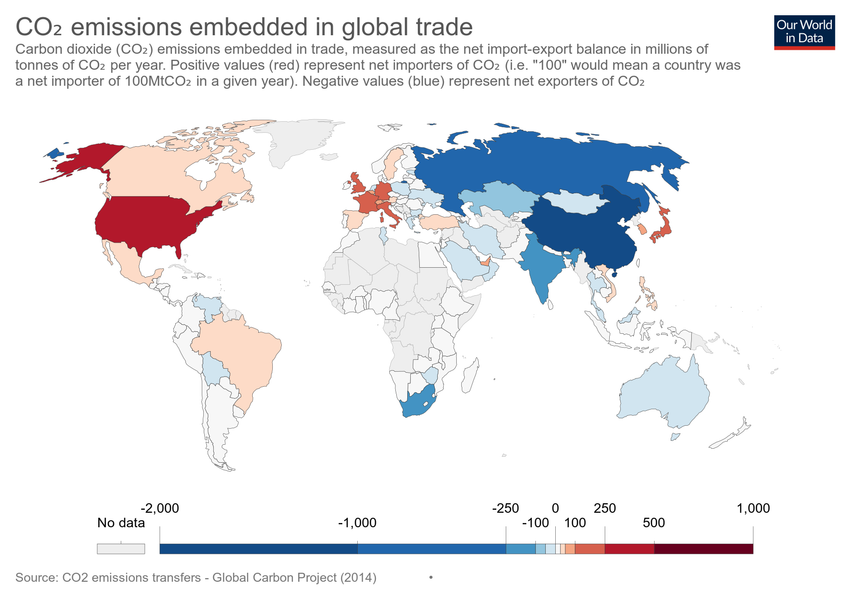 CO₂ emissions embedded in global trade
Our World
in Data
Carbon dioxide (CO₂) emissions embedded in trade, measured as the net import-export balance in millions of
tonnes of CO₂ per year. Positive values (red) represent net importers of CO₂ (i.e. "100" would mean a country was
a net importer of 100MtCO₂ in a given year). Negative values (blue) represent net exporters of CO₂
-2,000 -250 0 250 1,000
No data -1,000 -100 100 500
Source: CO2 emissions transfers - Global Carbon Project (2014) •